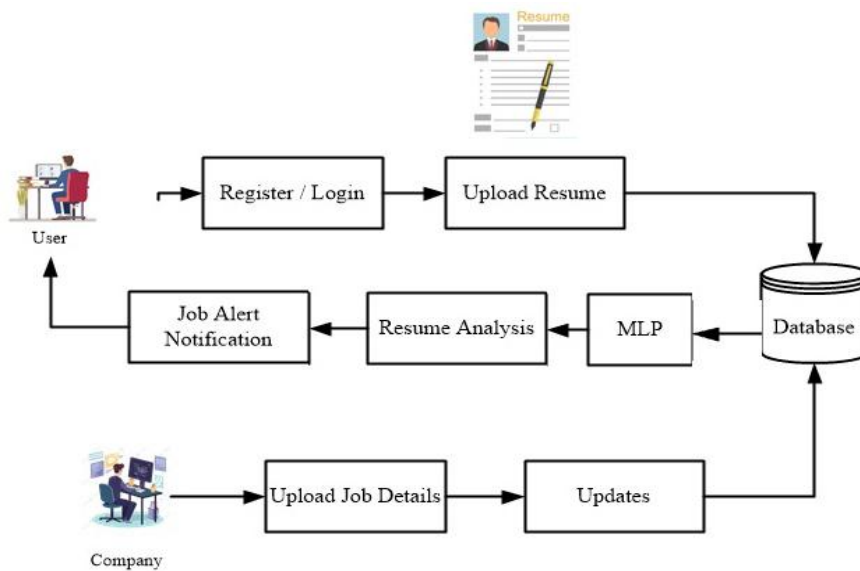 Resume
Register / Login
Upload Resume
User
Job Alert
Notification
Resume Analysis
MLP
Database
Upload Job Details
Updates
Company